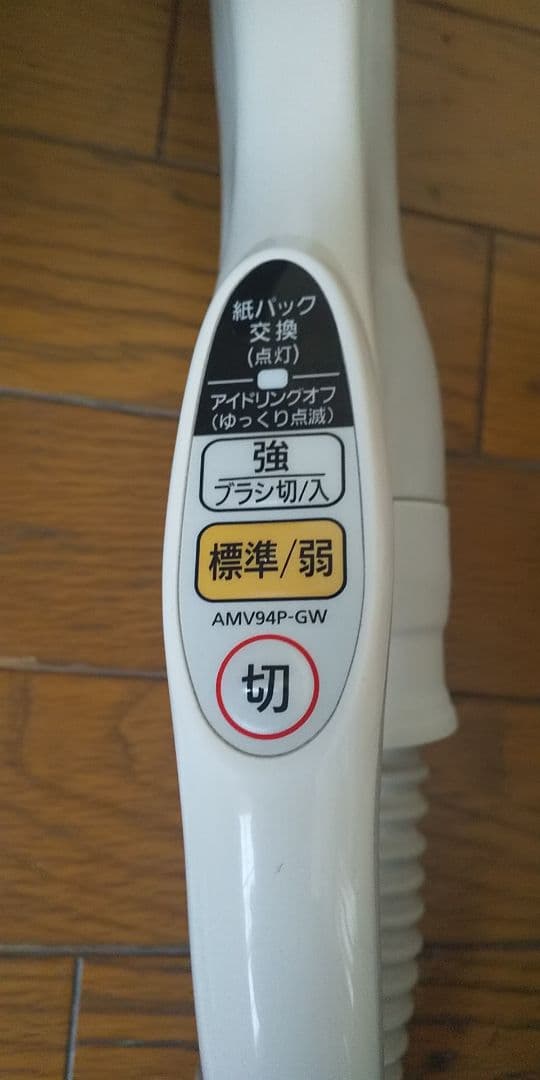 紙パック
交換
(点灯)
アイドリングオフ
(ゆっくり点滅)
強
ブラシ切/入
標準/弱
AMV94P-GW
切